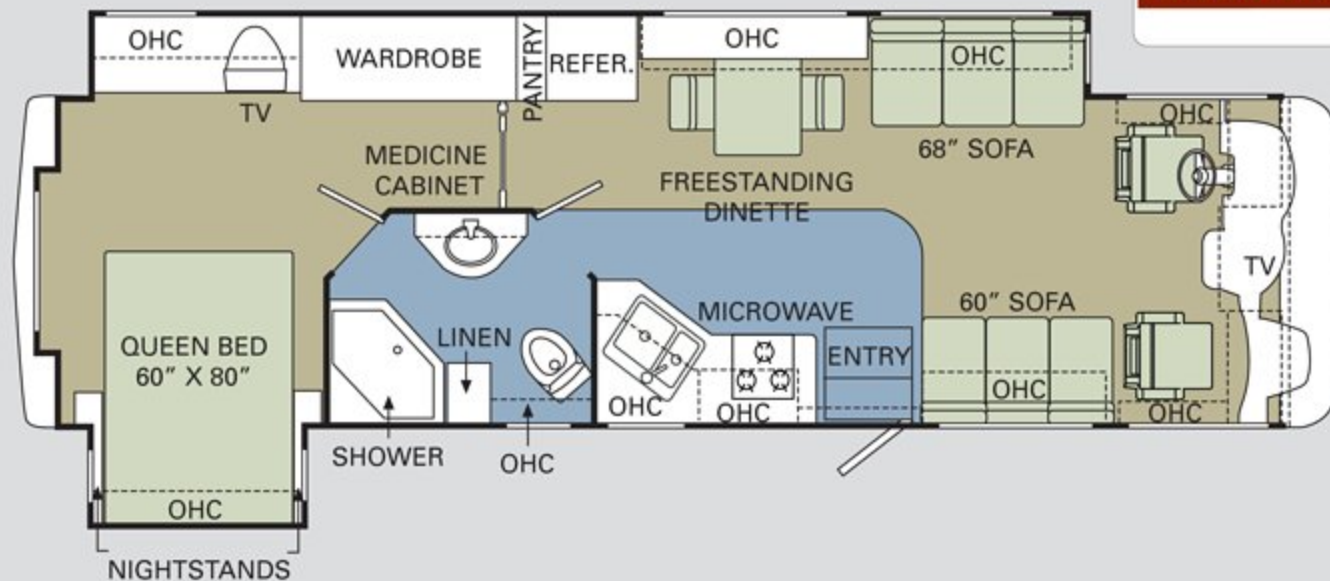 OHC
TV
WARDROBE
PANTRY
REFER.
OHC
OHC
68" SOFA
OHC
MEDICINE
CABINET
FREESTANDING
DINETTE
TV
60" SOFA
MICROWAVE
LINEN
ENTRY
QUEEN BED
60" X 80"
OHC
OHC
OHC
OHC
SHOWER
OHC
OHC
NIGHTSTANDS